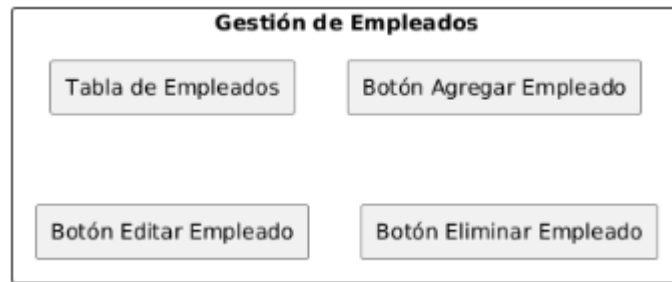 Gestión de Empleados
Tabla de Empleados
Botón Agregar Empleado
Botón Editar Empleado
Botón Eliminar Empleado